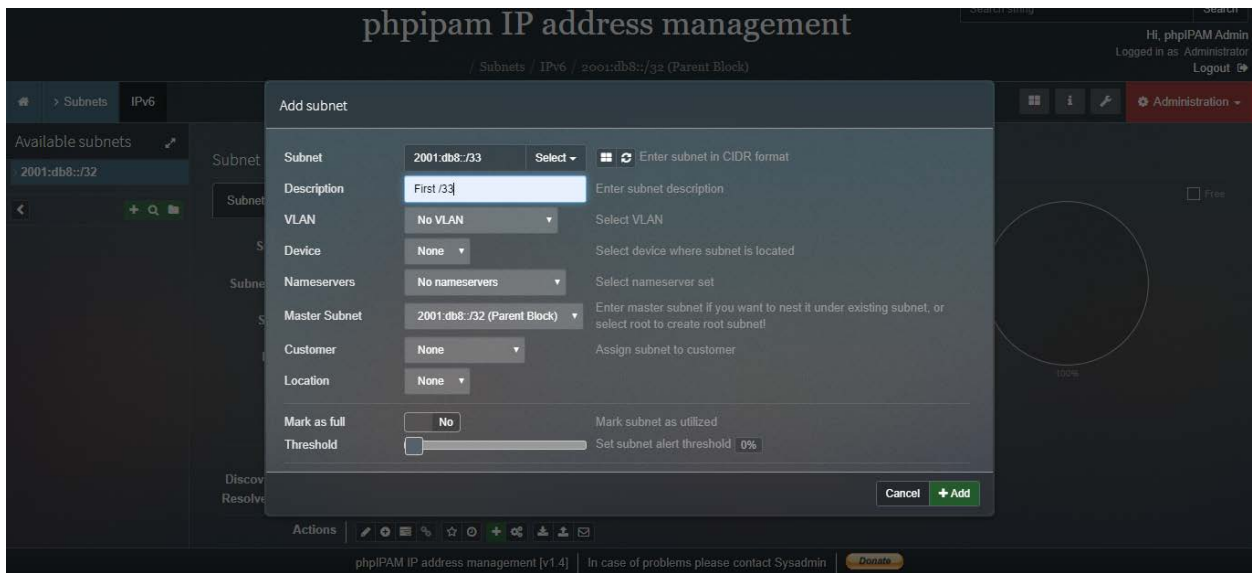 phpipam IP address management
Search string
Search
Hi, phpIPAM Admin
Logged in as Administrator
Logout
/ Subnets / IPv6 / 2001:db8::/32 (Parent Block)
> Subnets IPv6
Administration
Available subnets
2001:db8::/32
Subnet
Add subnet
Subnet 2001:db8::/33 Select Enter subnet in CIDR format
Description First /33 Enter subnet description
VLAN No VLAN Select VLAN
Device None Select device where subnet is located
Nameservers No nameservers Select nameserver set
Master Subnet 2001:db8::/32 (Parent Block) Enter master subnet if you want to nest it under existing subnet, or
select root to create root subnet!
Customer None Assign subnet to customer
Location None
Mark as full No Mark subnet as utilized
Threshold Set subnet alert threshold 0%
Cancel + Add
Free
100%
Discov
Resolve
Actions
phpIPAM IP address management [v1.4] In case of problems please contact Sysadmin Donate